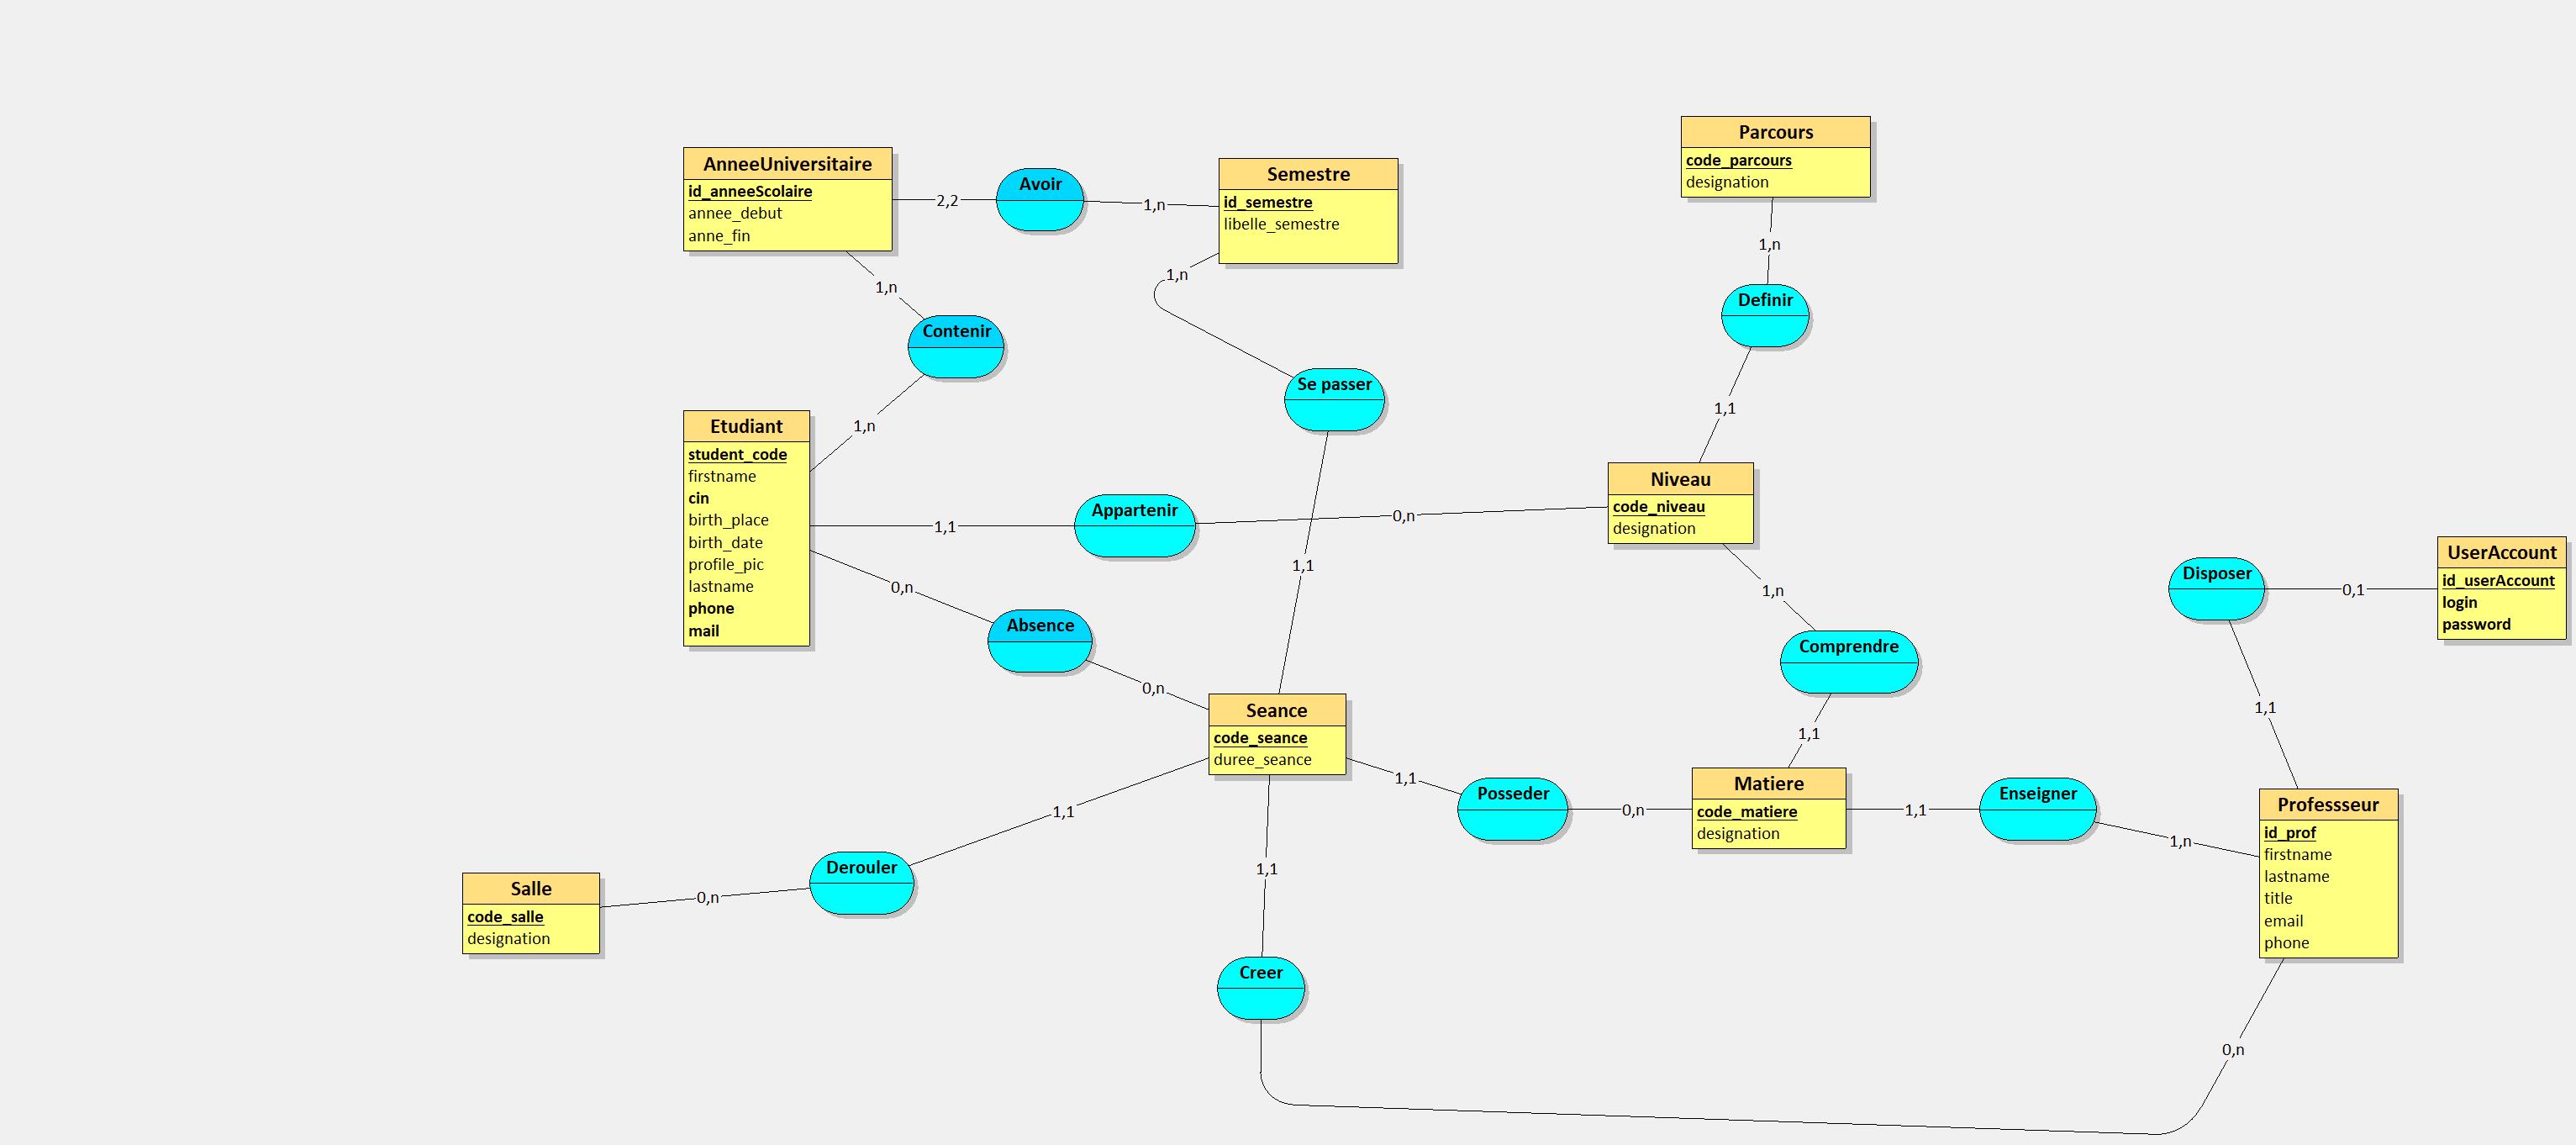 Parcours
code_parcours
designation
AnneeUniversitaire
id_anneeScolaire
annee_debut
anne_fin
2,2
Avoir
1,n
Semestre
id_semestre
libelle_semestre
1,n
1,n
1,n
Contenir
Definir
1,n
Se passer
1,1
Etudiant
student_code
firstname
cin
birth_place
birth_date
profile_pic
lastname
phone
mail
1,1
Appartenir
0,n
Niveau
code_niveau
designation
1,1
0,n
Absence
0,n
1,n
Comprendre
1,1
Disposer
0,1
UserAccount
id_userAccount
login
password
1,1
Seance
code_seance
duree_seance
1,1
Posseder
0,n
Matiere
code_matiere
designation
1,1
Enseigner
1,n
Professseur
id_prof
firstname
lastname
title
email
phone
1,1
Derouler
0,n
Salle
code_salle
designation
1,1
Creer
0,n